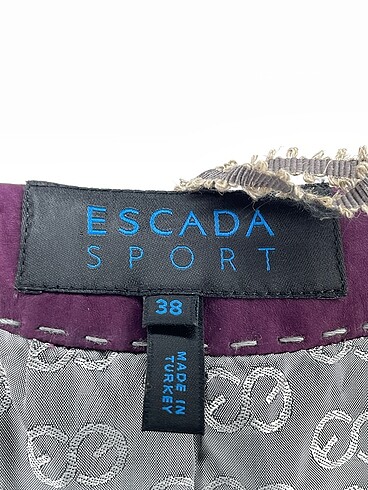 ESCADA
SPORT
38
MADE IN
TURKEY